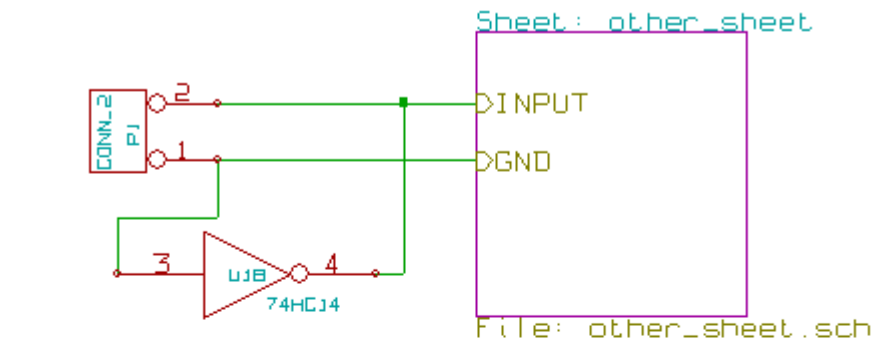 Sheet: other_sheet
CONN_2
P1
2
INPUT
1
GND
3
U1B
4
74HC14
File: other_sheet.sch